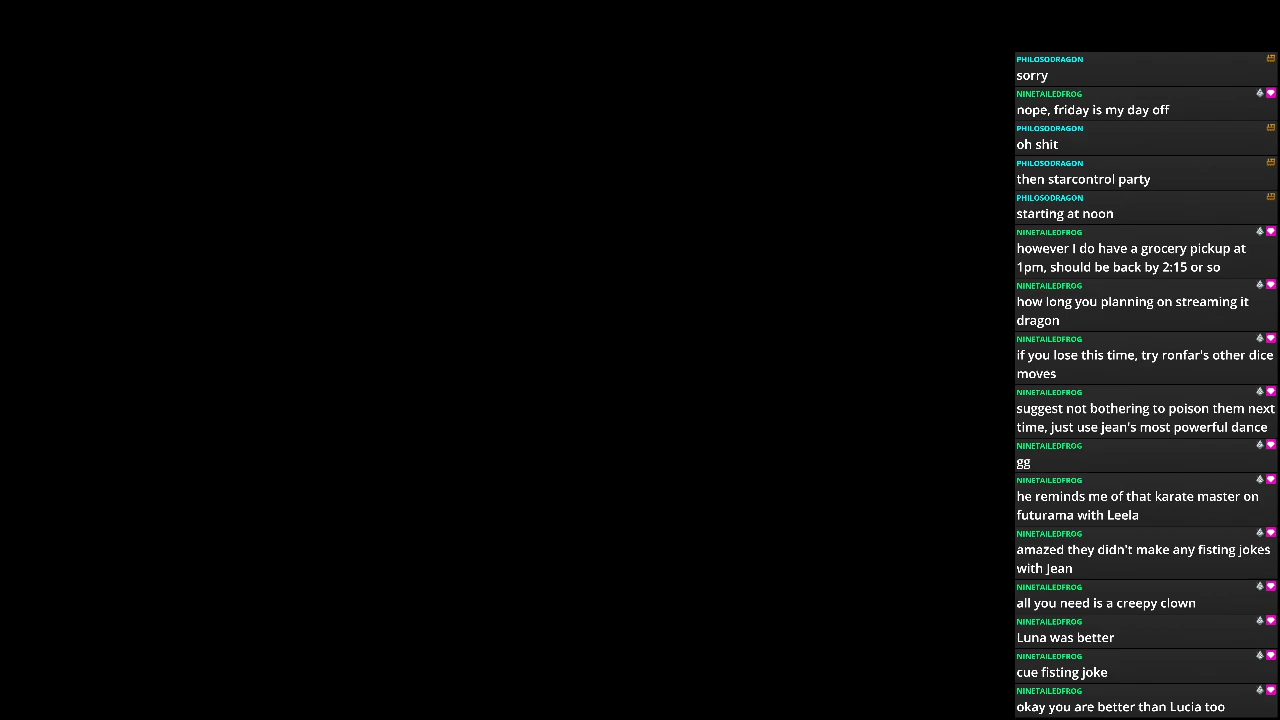 PHILOSODRAGON
sorry
NINETAILEDFROG
nope, friday is my day off
PHILOSODRAGON
oh shit
PHILOSODRAGON
then starcontrol party
PHILOSODRAGON
starting at noon
NINETAILEDFROG
however I do have a grocery pickup at
1pm, should be back by 2:15 or so
NINETAILEDFROG
how long you planning on streaming it
dragon
NINETAILEDFROG
if you lose this time, try ronfar's other dice
moves
NINETAILEDFROG
suggest not bothering to poison them next
time, just use jean's most powerful dance
NINETAILEDFROG
gg
NINETAILEDFROG
he reminds me of that karate master on
futurama with Leela
NINETAILEDFROG
amazed they didn't make any fisting jokes
with Jean
NINETAILEDFROG
all you need is a creepy clown
NINETAILEDFROG
Luna was better
NINETAILEDFROG
cue fisting joke
NINETAILEDFROG
okay you are better than Lucia too